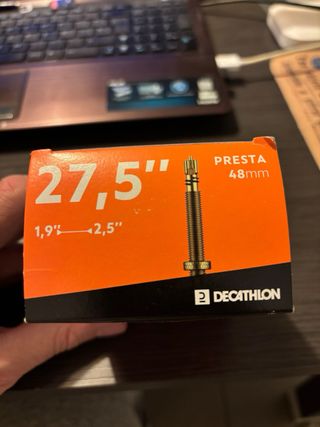 27,5"
PRESTA
48mm
1,9" 2,5"
DECATHLON